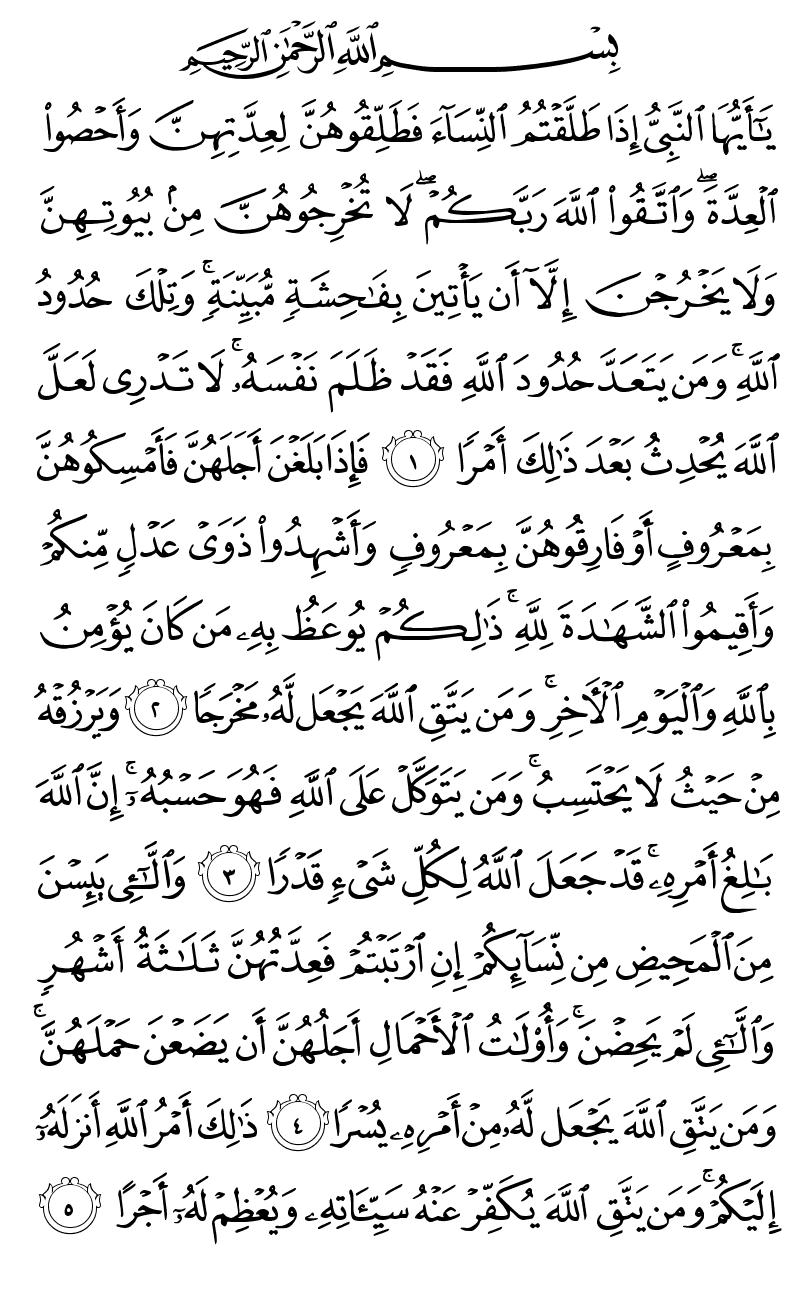 بِسْمِ ٱللَّهِ ٱلرَّحْمَٰنِ ٱلرَّحِيمِ
يَٰٓأَيُّهَا ٱلنَّبِىُّ إِذَا طَلَّقْتُمُ ٱلنِّسَآءَ فَطَلِّقُوهُنَّ لِعِدَّتِهِنَّ وَأَحْصُوا۟
ٱلْعِدَّةَ ۖ وَٱتَّقُوا۟ ٱللَّهَ رَبَّكُمْ ۖ لَا تُخْرِجُوهُنَّ مِنۢ بُيُوتِهِنَّ
وَلَا يَخْرُجْنَ إِلَّآ أَن يَأْتِينَ بِفَٰحِشَةٍ مُّبَيِّنَةٍ ۚ وَتِلْكَ حُدُودُ
ٱللَّهِ ۚ وَمَن يَتَعَدَّ حُدُودَ ٱللَّهِ فَقَدْ ظَلَمَ نَفْسَهُۥ ۚ لَا تَدْرِى لَعَلَّ
ٱللَّهَ يُحْدِثُ بَعْدَ ذَٰلِكَ أَمْرًا ١ فَإِذَا بَلَغْنَ أَجَلَهُنَّ فَأَمْسِكُوهُنَّ
بِمَعْرُوفٍ أَوْ فَارِقُوهُنَّ بِمَعْرُوفٍ وَأَشْهِدُوا۟ ذَوَىْ عَدْلٍ مِّنكُمْ
وَأَقِيمُوا۟ ٱلشَّهَٰدَةَ لِلَّهِ ۚ ذَٰلِكُمْ يُوعَظُ بِهِۦ مَن كَانَ يُؤْمِنُ
بِٱللَّهِ وَٱلْيَوْمِ ٱلْءَاخِرِ ۚ وَمَن يَتَّقِ ٱللَّهَ يَجْعَل لَّهُۥ مَخْرَجًا ٢ وَيَرْزُقْهُ
مِنْ حَيْثُ لَا يَحْتَسِبُ ۚ وَمَن يَتَوَكَّلْ عَلَى ٱللَّهِ فَهُوَ حَسْبُهُۥٓ ۚ إِنَّ ٱللَّهَ
بَٰلِغُ أَمْرِهِۦ ۚ قَدْ جَعَلَ ٱللَّهُ لِكُلِّ شَىْءٍ قَدْرًا ٣ وَٱلَّٰٓـِٔى يَئِسْنَ
مِنَ ٱلْمَحِيضِ مِن نِّسَآئِكُمْ إِنِ ٱرْتَبْتُمْ فَعِدَّتُهُنَّ ثَلَٰثَةُ أَشْهُرٍ
وَٱلَّٰٓـِٔى لَمْ يَحِضْنَ ۚ وَأُو۟لَٰتُ ٱلْأَحْمَالِ أَجَلُهُنَّ أَن يَضَعْنَ حَمْلَهُنَّ ۚ
وَمَن يَتَّقِ ٱللَّهَ يَجْعَل لَّهُۥ مِنْ أَمْرِهِۦ يُسْرًا ٤ ذَٰلِكَ أَمْرُ ٱللَّهِ أَنزَلَهُۥٓ
إِلَيْكُمْ ۚ وَمَن يَتَّقِ ٱللَّهَ يُكَفِّرْ عَنْهُ سَيِّـَٔاتِهِۦ وَيُعْظِمْ لَهُۥٓ أَجْرًا ٥